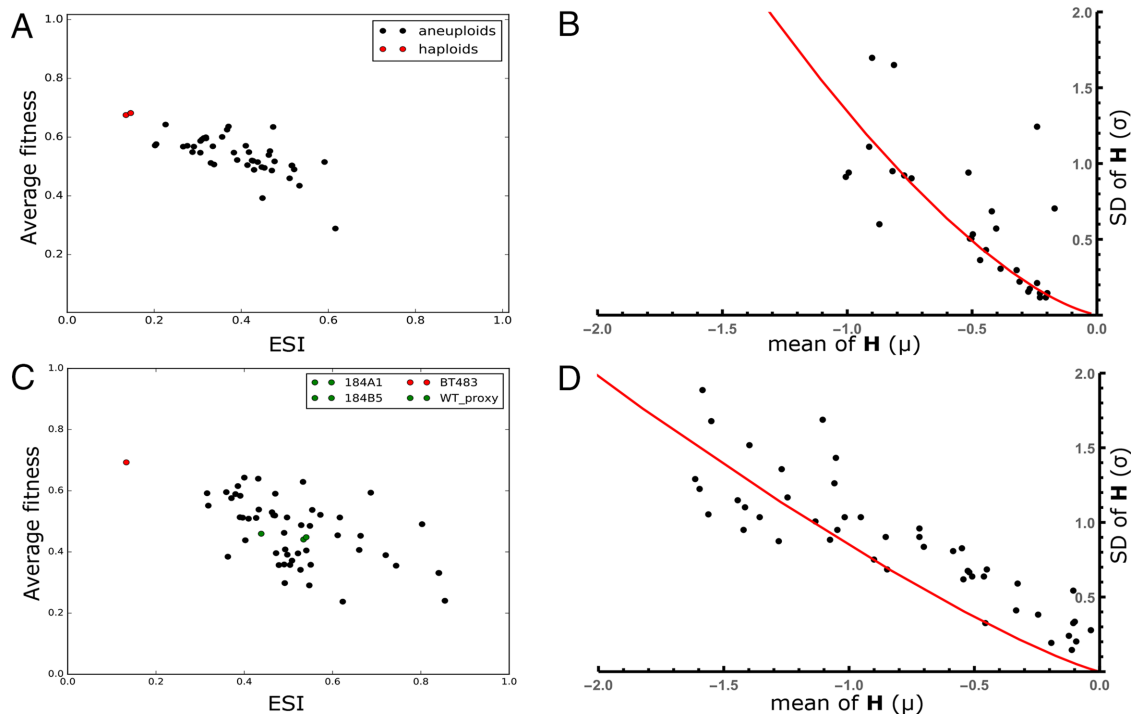 A
1.0
0.8
0.6
0.4
0.2
0.0
0.2
0.4
0.6
0.8
1.0
Average fitness
ESI
aneuploids
haploids
B
2.0
1.5
1.0
0.5
SD of H (σ)
−2.0
−1.5
−1.0
−0.5
0.0
mean of H (μ)
C
1.0
0.8
0.6
0.4
0.2
0.0
0.0
0.2
0.4
0.6
0.8
1.0
Average fitness
ESI
184A1 BT483
184B5 WT_proxy
D
2.0
1.5
1.0
0.5
SD of H (σ)
−2.0
−1.5
−1.0
−0.5
0.0
mean of H (μ)